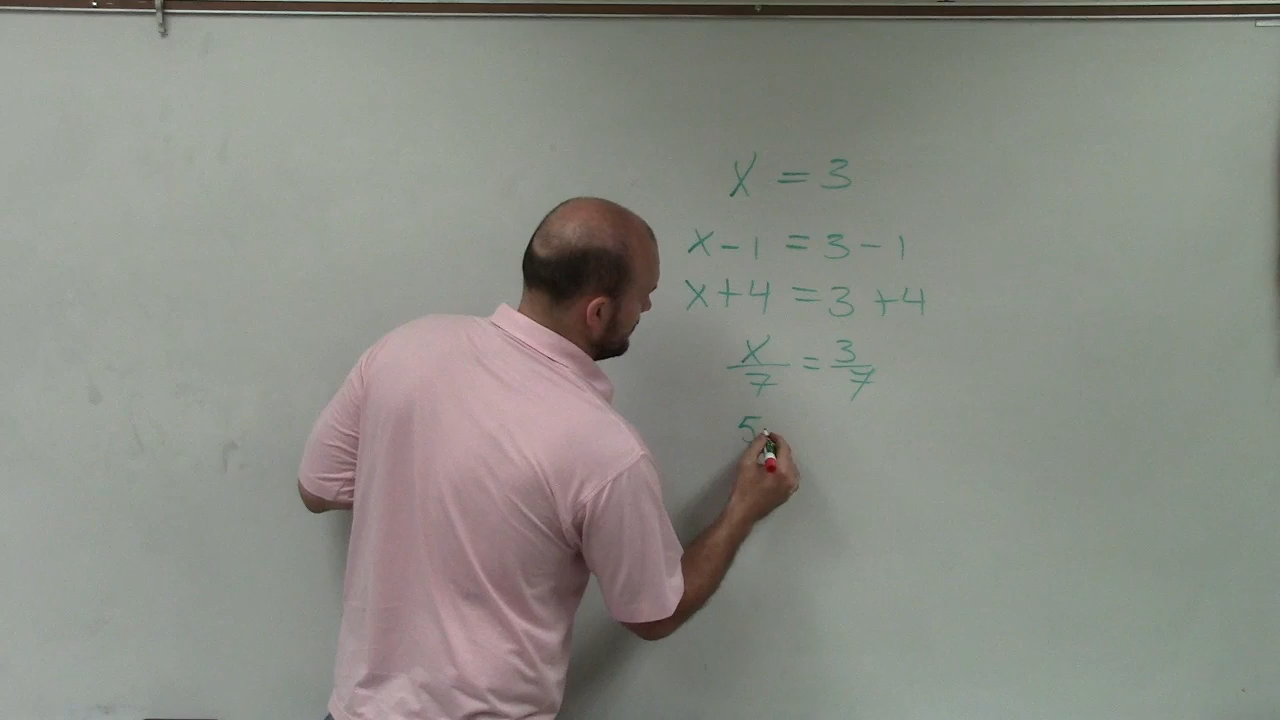 x = 3
x - 1 = 3 - 1
x + 4 = 3 + 4
x/7 = 3/7
5